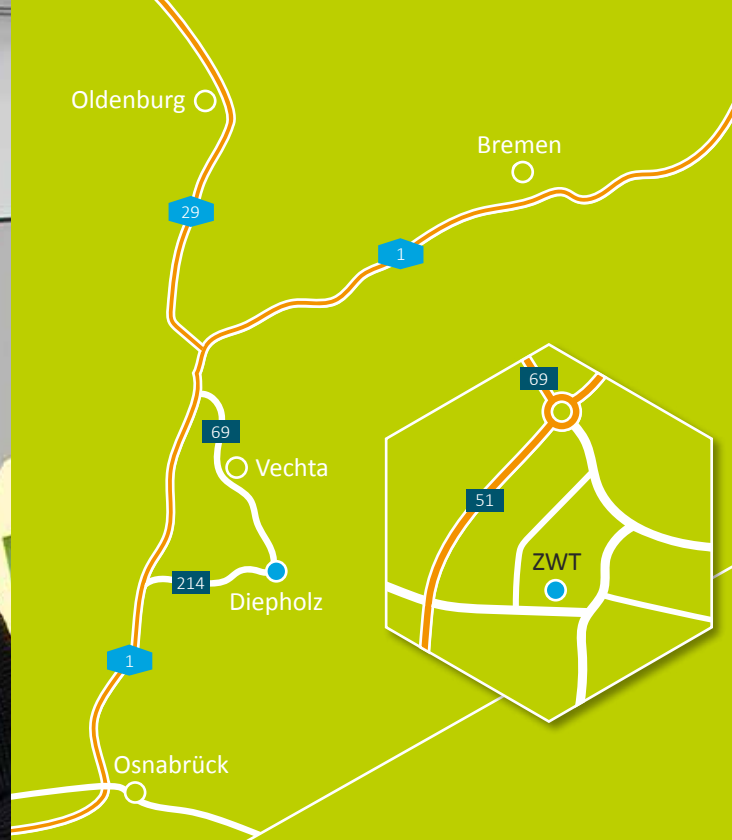 Oldenburg
Bremen
29
1
69
69
Vechta
51
ZWT
214
Diepholz
1
Osnabrück